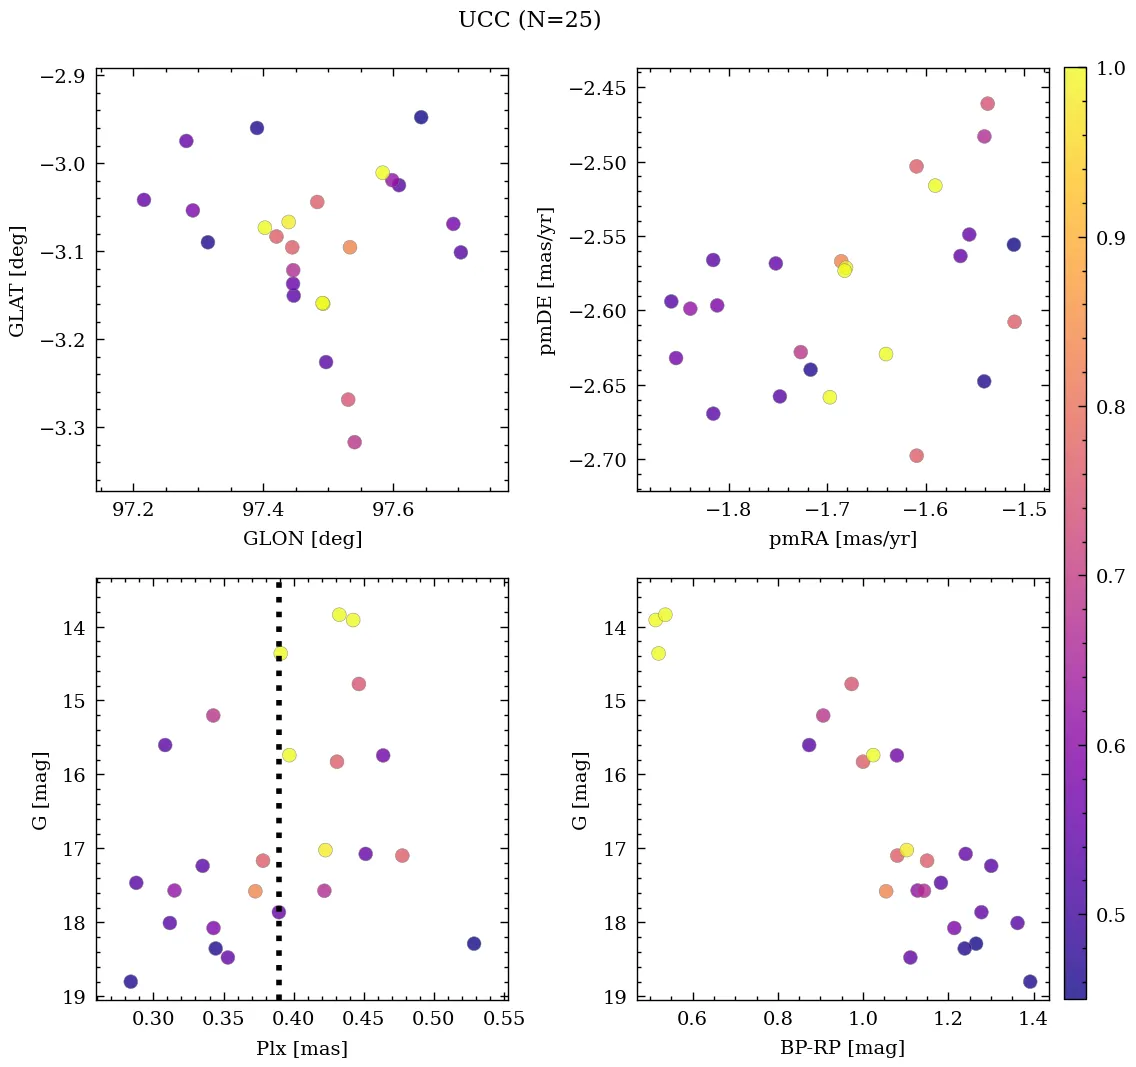 UCC (N=25)
−2.9
−3.0
−3.1
−3.2
−3.3
GLAT [deg]
97.2 97.4 97.6
GLON [deg]
−2.45
−2.50
−2.55
−2.60
−2.65
−2.70
pmDE [mas/yr]
−1.8 −1.7 −1.6 −1.5
pmRA [mas/yr]
14
15
16
17
18
19
G [mag]
0.30 0.35 0.40 0.45 0.50 0.55
Plx [mas]
14
15
16
17
18
19
G [mag]
0.6 0.8 1.0 1.2 1.4
BP-RP [mag]
1.0
0.9
0.8
0.7
0.6
0.5